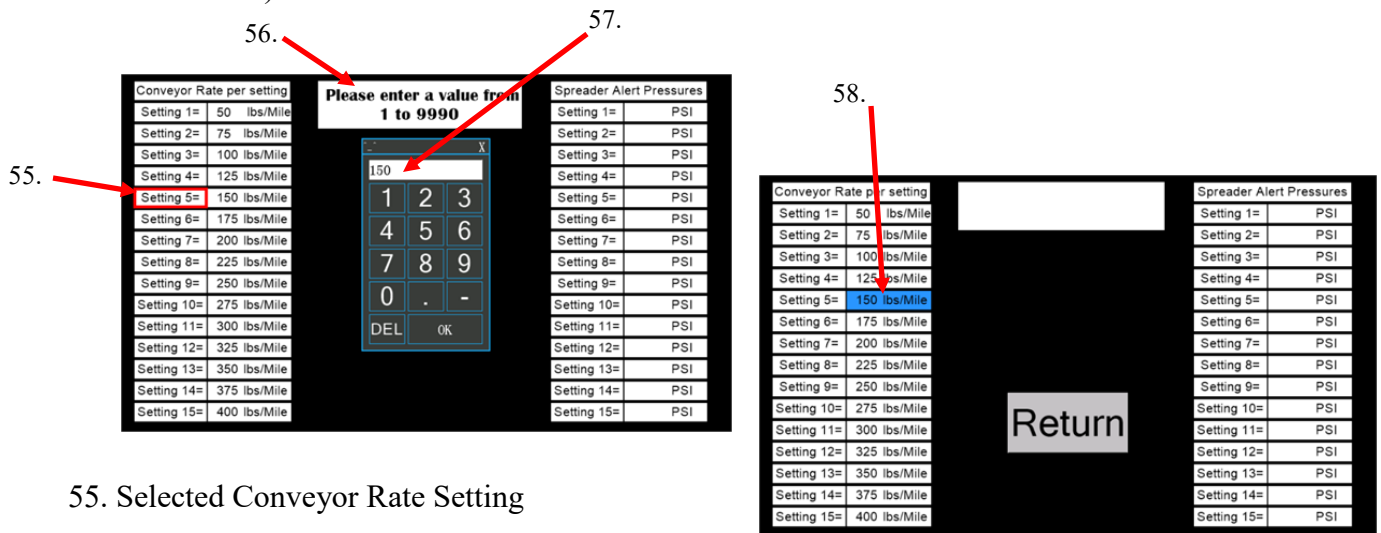 56.
57.
Conveyor Rate per setting
Setting 1= 50 lbs/Mile
Setting 2= 75 lbs/Mile
Setting 3= 100 lbs/Mile
Setting 4= 125 lbs/Mile
55.
Setting 5= 150 lbs/Mile
Setting 6= 175 lbs/Mile
Setting 7= 200 lbs/Mile
Setting 8= 225 lbs/Mile
Setting 9= 250 lbs/Mile
Setting 10= 275 lbs/Mile
Setting 11= 300 lbs/Mile
Setting 12= 325 lbs/Mile
Setting 13= 350 lbs/Mile
Setting 14= 375 lbs/Mile
Setting 15= 400 lbs/Mile
Please enter a value from
1 to 9990
X
150
1 2 3
4 5 6
7 8 9
0 . -
DEL OK
Spreader Alert Pressures
Setting 1= PSI
Setting 2= PSI
Setting 3= PSI
Setting 4= PSI
Setting 5= PSI
Setting 6= PSI
Setting 7= PSI
Setting 8= PSI
Setting 9= PSI
Setting 10= PSI
Setting 11= PSI
Setting 12= PSI
Setting 13= PSI
Setting 14= PSI
Setting 15= PSI
58.
Conveyor Rate per setting
Setting 1= 50 lbs/Mile
Setting 2= 75 lbs/Mile
Setting 3= 100 lbs/Mile
Setting 4= 125 lbs/Mile
Setting 5= 150 lbs/Mile
Setting 6= 175 lbs/Mile
Setting 7= 200 lbs/Mile
Setting 8= 225 lbs/Mile
Setting 9= 250 lbs/Mile
Setting 10= 275 lbs/Mile
Setting 11= 300 lbs/Mile
Setting 12= 325 lbs/Mile
Setting 13= 350 lbs/Mile
Setting 14= 375 lbs/Mile
Setting 15= 400 lbs/Mile
Return
Spreader Alert Pressures
Setting 1= PSI
Setting 2= PSI
Setting 3= PSI
Setting 4= PSI
Setting 5= PSI
Setting 6= PSI
Setting 7= PSI
Setting 8= PSI
Setting 9= PSI
Setting 10= PSI
Setting 11= PSI
Setting 12= PSI
Setting 13= PSI
Setting 14= PSI
Setting 15= PSI
55. Selected Conveyor Rate Setting